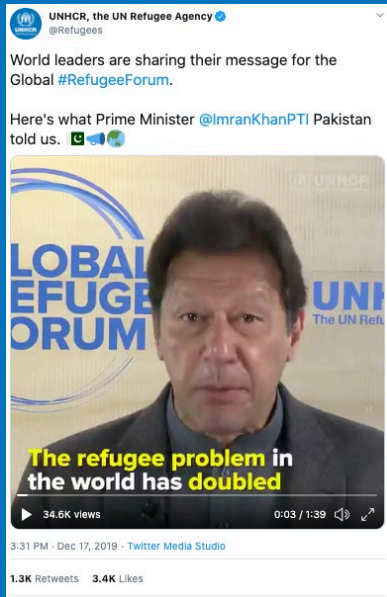 UNHCR, the UN Refugee Agency
@Refugees
World leaders are sharing their message for the
Global #RefugeeForum.
Here's what Prime Minister @ImranKhanPTI Pakistan
told us.
UNHCR
LOBAL
EFUGE
ORUM
UNH
The UN Refu
The refugee problem in
the world has doubled
34.6K views
0:03 / 1:39
3:31 PM · Dec 17, 2019 · Twitter Media Studio
1.3K Retweets 3.4K Likes